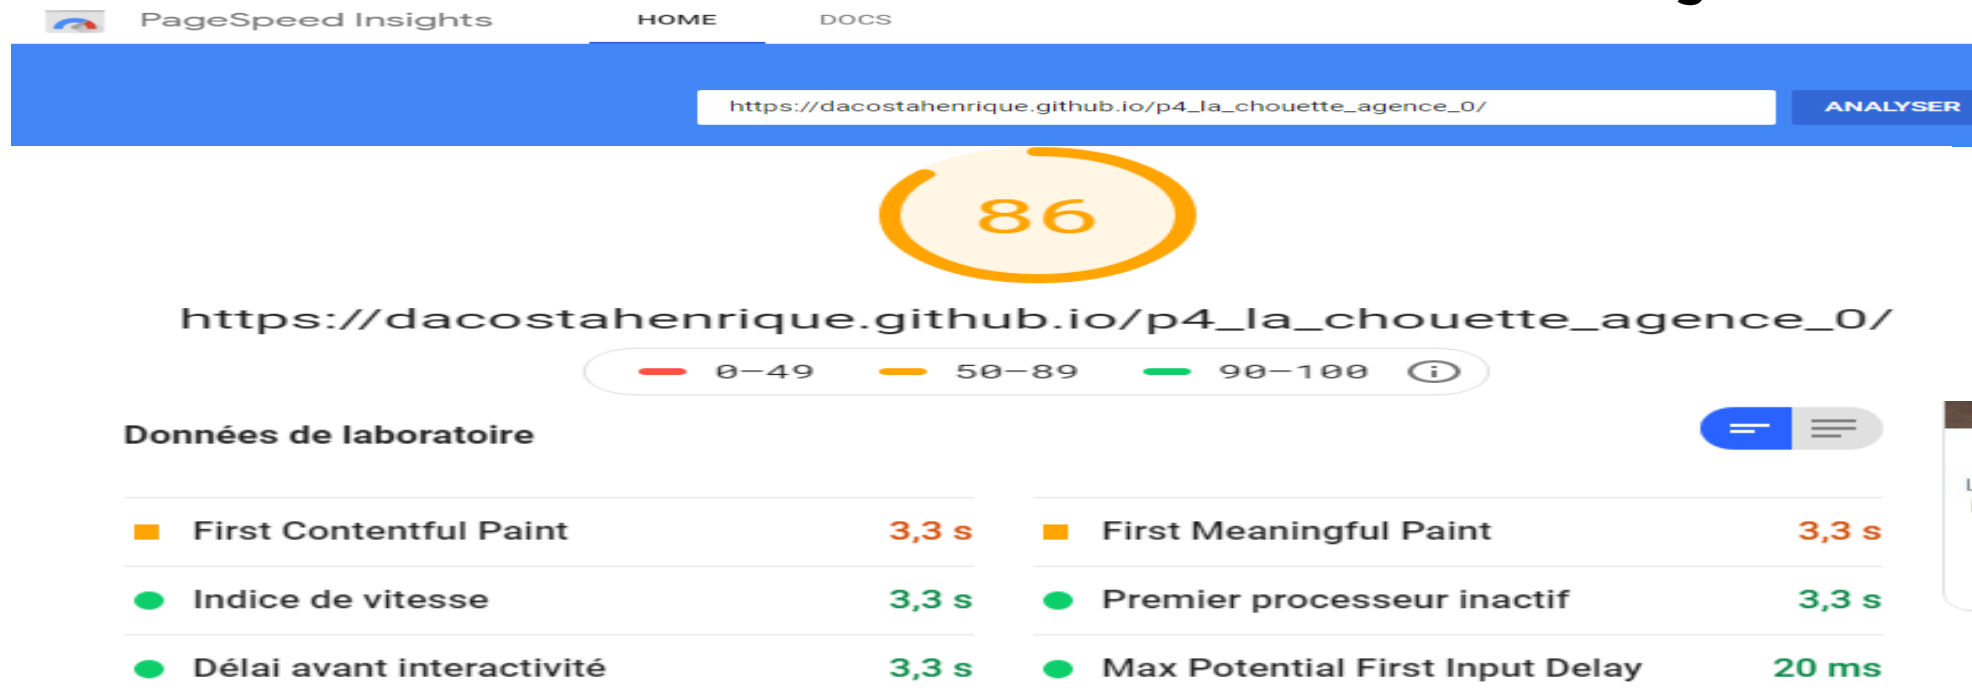 PageSpeed Insights HOME DOCS
https://dacostahenrique.github.io/p4_la_chouette_agence_0/ ANALYSER
86
https://dacostahenrique.github.io/p4_la_chouette_agence_0/
0–49 50–89 90–100
Données de laboratoire
First Contentful Paint 3,3 s First Meaningful Paint 3,3 s
Indice de vitesse 3,3 s Premier processeur inactif 3,3 s
Délai avant interactivité 3,3 s Max Potential First Input Delay 20 ms